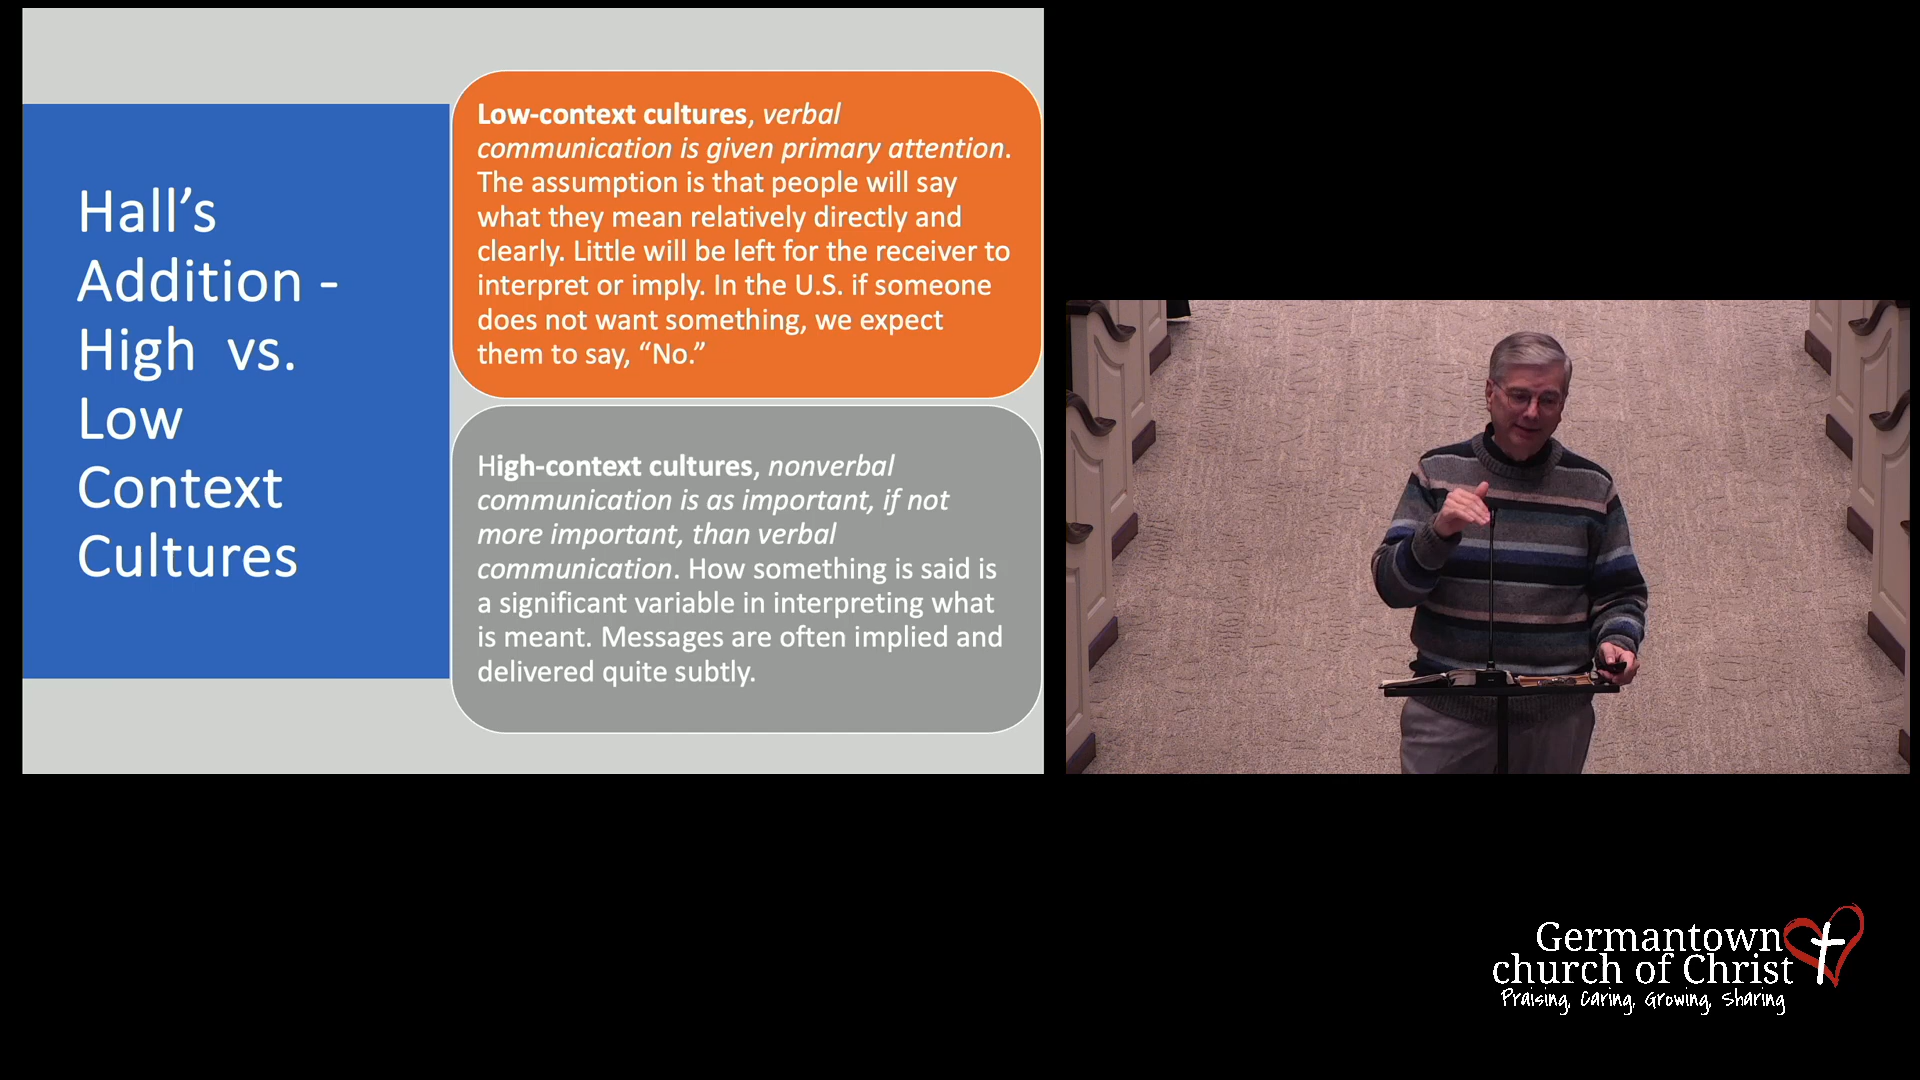 Hall’s
Addition -
High vs.
Low
Context
Cultures
Low-context cultures, verbal
communication is given primary attention.
The assumption is that people will say
what they mean relatively directly and
clearly. Little will be left for the receiver to
interpret or imply. In the U.S. if someone
does not want something, we expect
them to say, “No.”
High-context cultures, nonverbal
communication is as important, if not
more important, than verbal
communication. How something is said is
a significant variable in interpreting what
is meant. Messages are often implied and
delivered quite subtly.
Germantown
church of Christ
Praising, Caring, Growing, Sharing